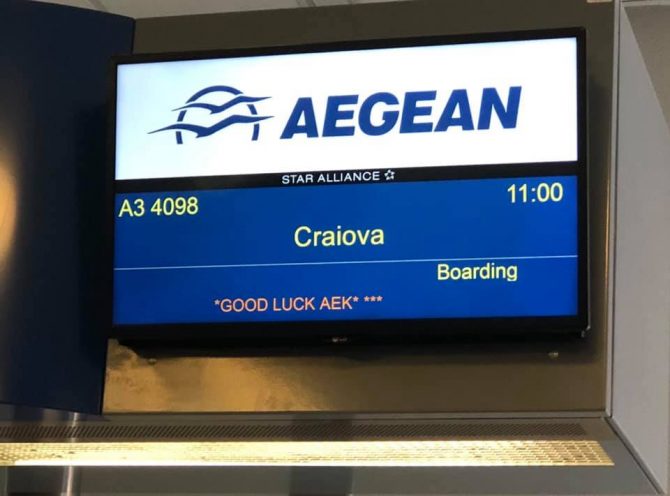 AEGEAN
STAR ALLIANCE
A3 4098 11:00
Craiova
Boarding
*GOOD LUCK AEK* ***